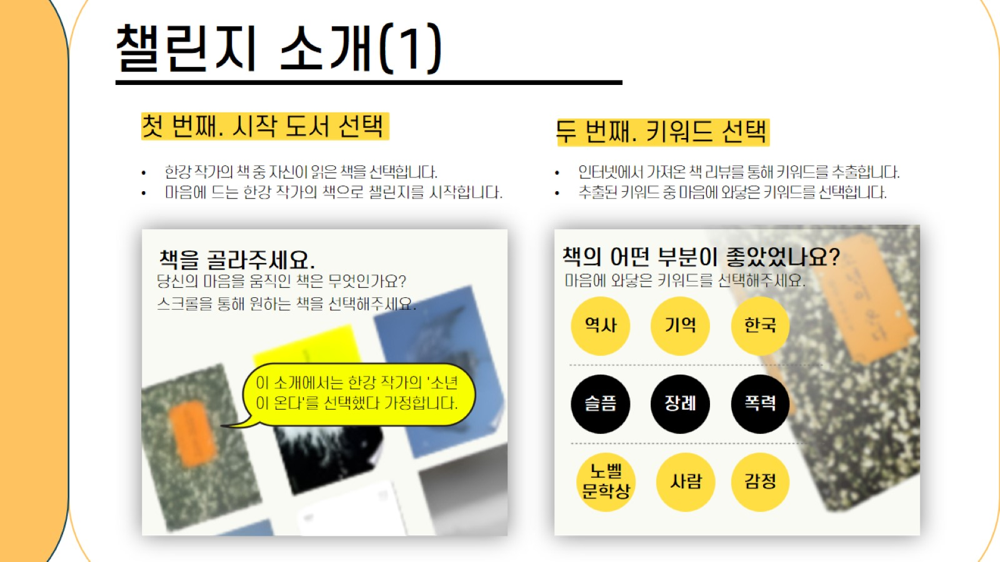 챌린지 소개(1)
첫 번째. 시작 도서 선택
• 한강 작가의 책 중 자신이 읽은 책을 선택합니다.
• 마음에 드는 한강 작가의 책으로 챌린지를 시작합니다.
책을 골라주세요.
당신의 마음을 움직인 책은 무엇인가요?
스크롤을 통해 원하는 책을 선택해주세요.
이 소개에서는 한강 작가의 '소년
이 온다'를 선택했다 가정합니다.
두 번째. 키워드 선택
• 인터넷에서 가져온 책 리뷰를 통해 키워드를 추출합니다.
• 추출된 키워드 중 마음에 와닿은 키워드를 선택합니다.
책의 어떤 부분이 좋았었나요?
마음에 와닿은 키워드를 선택해주세요.
역사 기억 한국
슬픔 장례 폭력
노벨
문학상 사람 감정